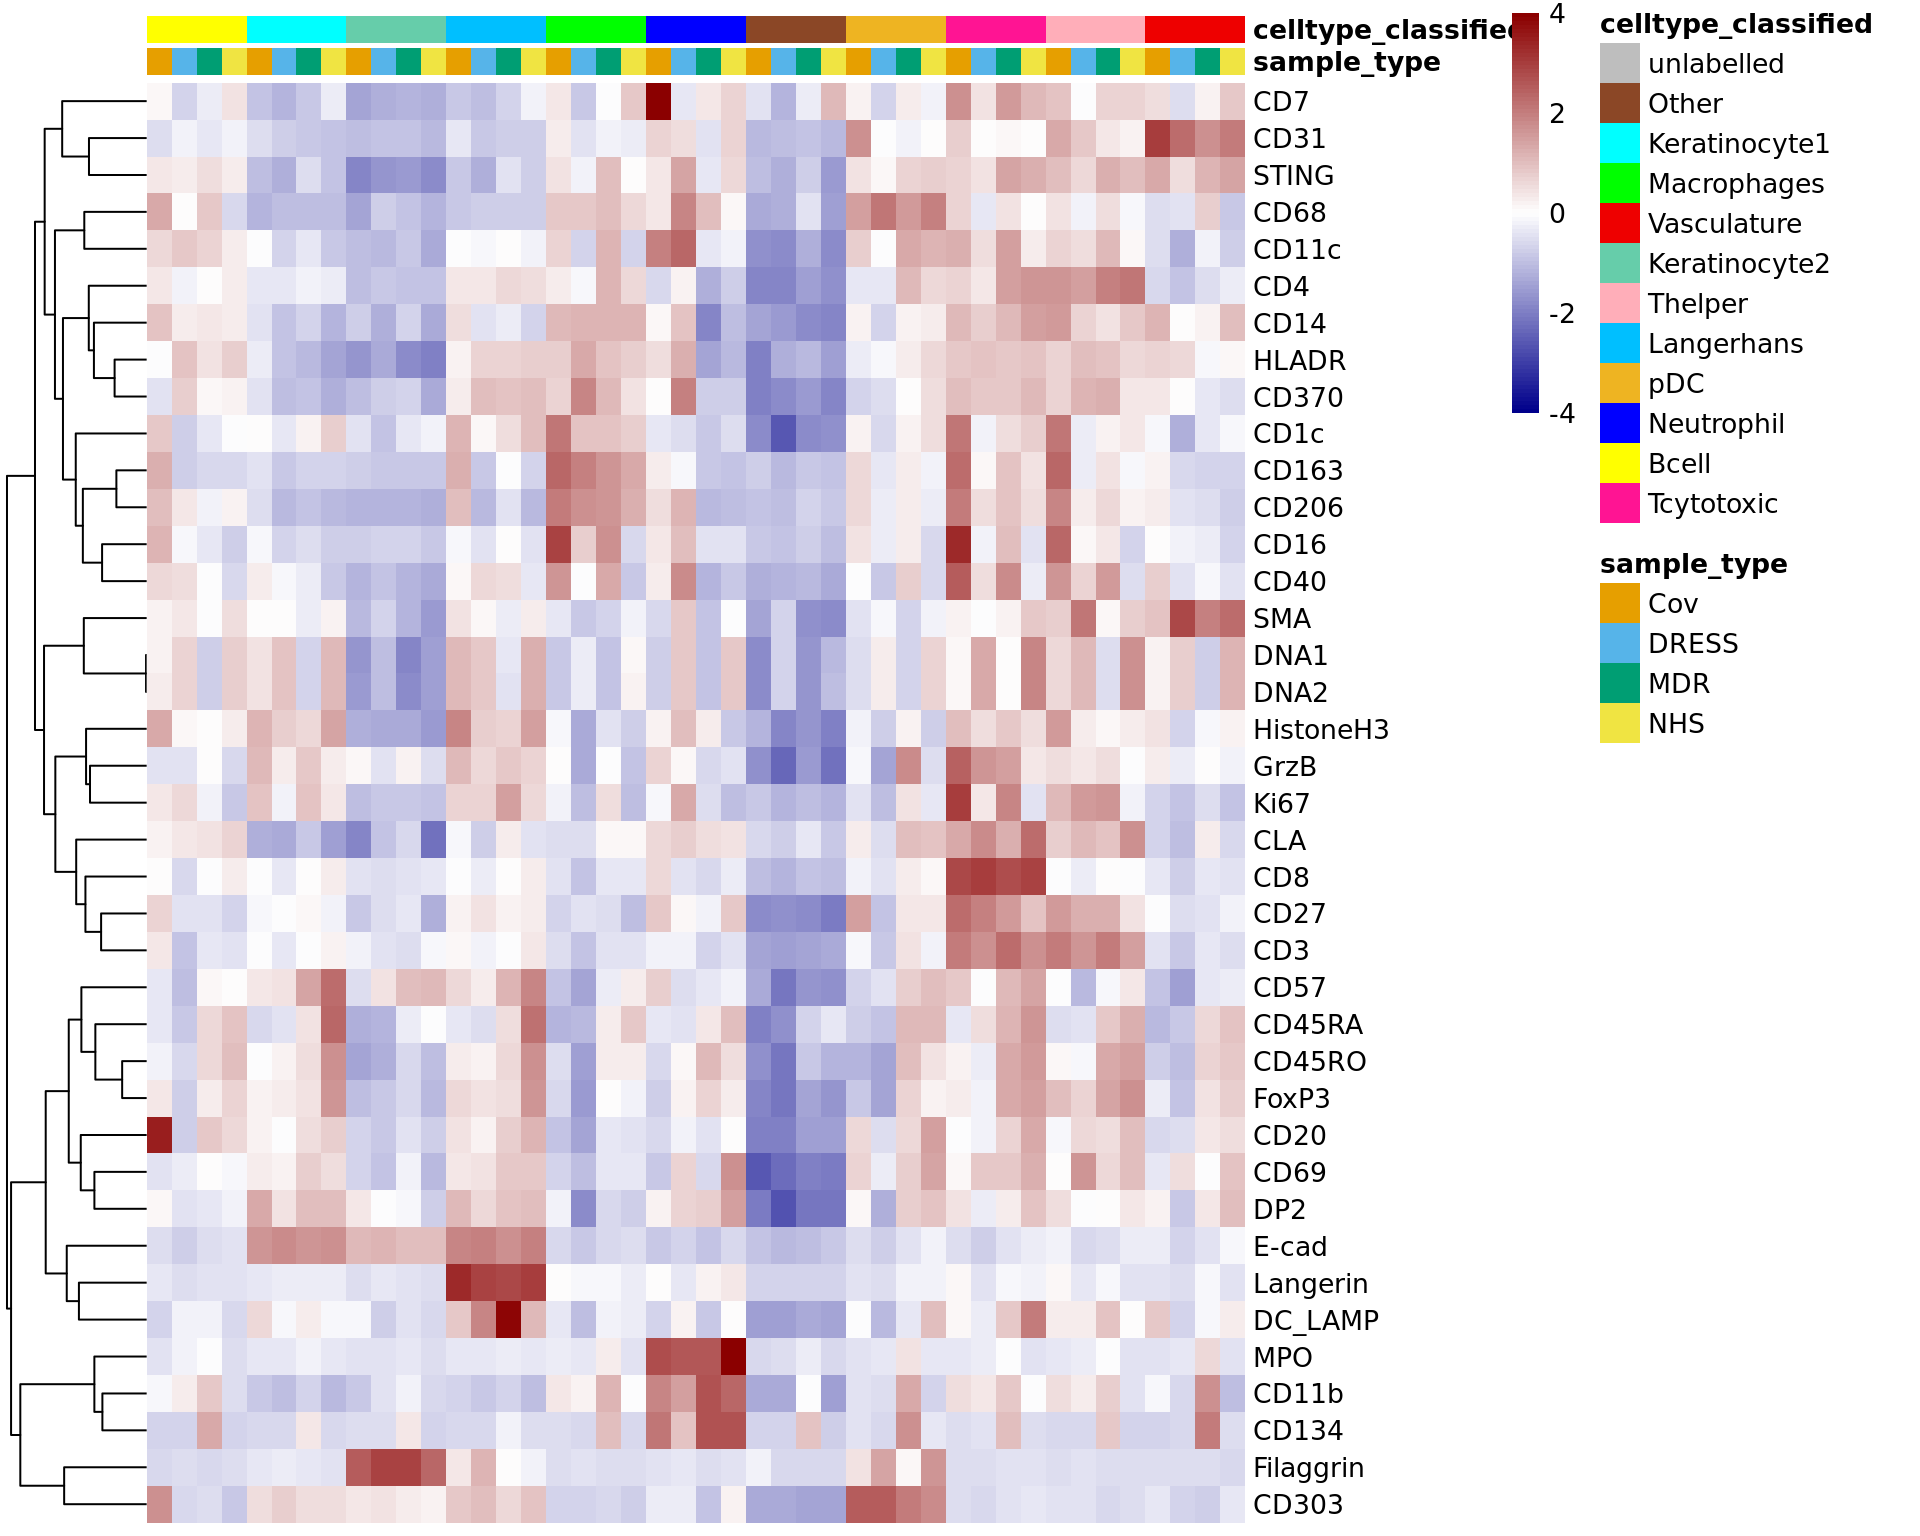 celltype_classified
sample_type
CD7
CD31
STING
CD68
CD11c
CD4
CD14
HLADR
CD370
CD1c
CD163
CD206
CD16
CD40
SMA
DNA1
DNA2
HistoneH3
GrzB
Ki67
CLA
CD8
CD27
CD3
CD57
CD45RA
CD45RO
FoxP3
CD20
CD69
DP2
E-cad
Langerin
DC_LAMP
MPO
CD11b
CD134
Filaggrin
CD303
4
2
0
-2
-4
celltype_classified
unlabelled
Other
Keratinocyte1
Macrophages
Vasculature
Keratinocyte2
Thelper
Langerhans
pDC
Neutrophil
Bcell
Tcytotoxic
sample_type
Cov
DRESS
MDR
NHS